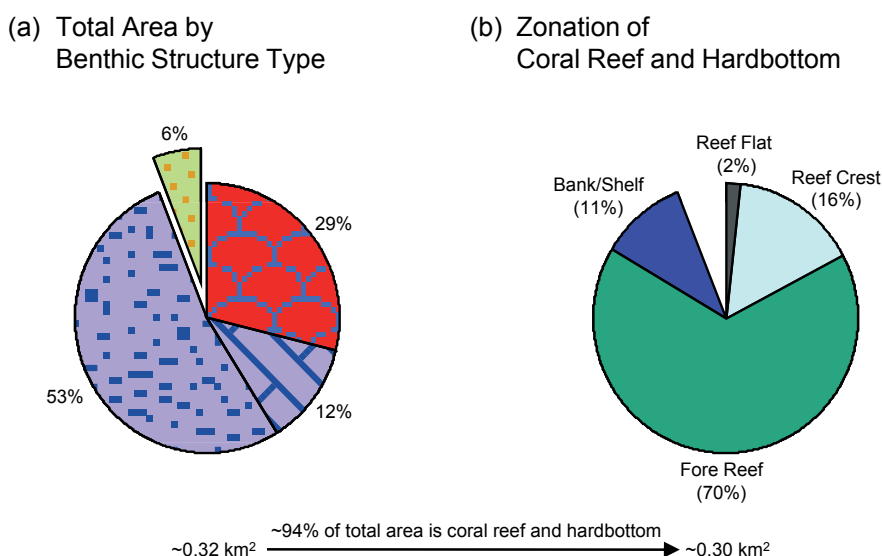 (a) Total Area by
Benthic Structure Type
6%
29%
53%
12%
(b) Zonation of
Coral Reef and Hardbottom
Reef Flat
(2%)
Bank/Shelf
(11%)
Reef Crest
(16%)
Fore Reef
(70%)
~94% of total area is coral reef and hardbottom
~0.32 km²
~0.30 km²